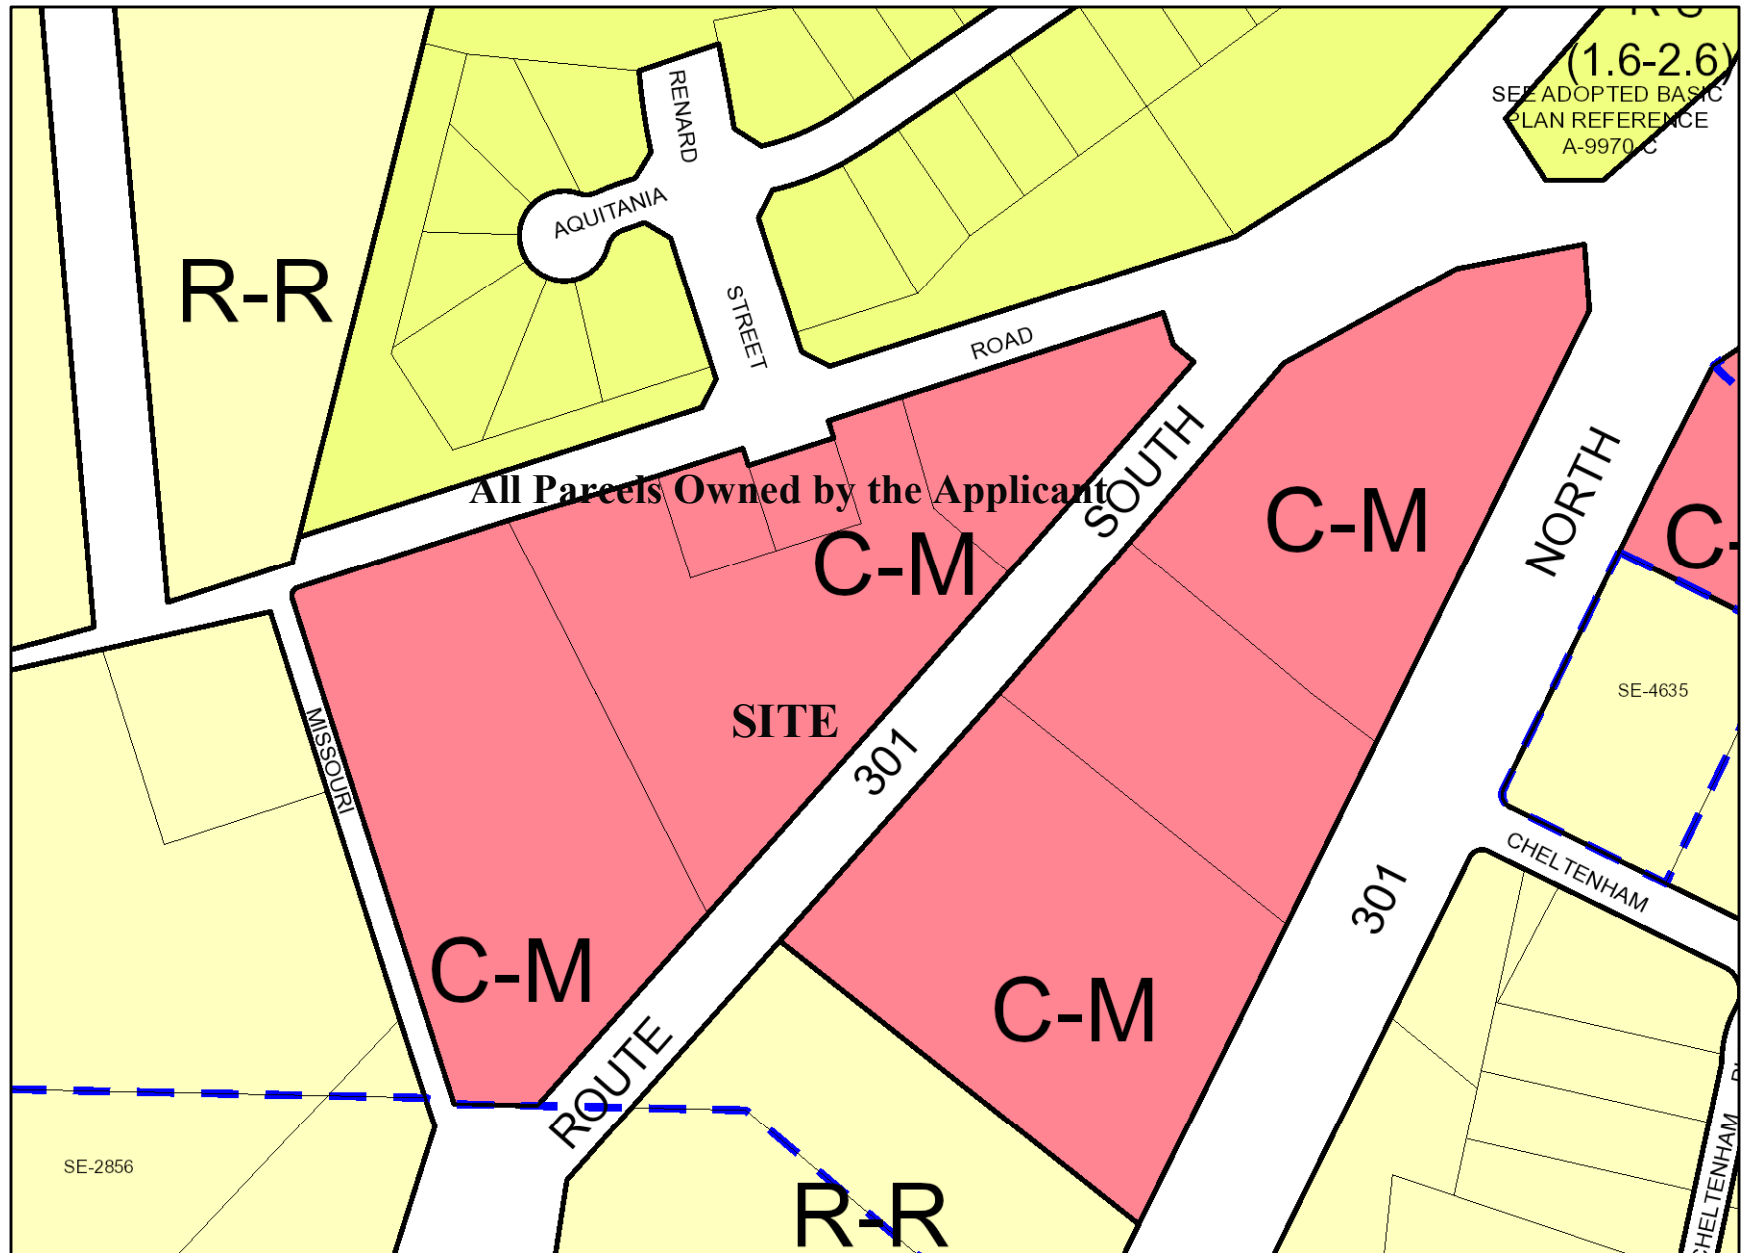 (1.6-2.6)
SEE ADOPTED BASIC
PLAN REFERENCE
A-9970-C
RENARD
AQUITANIA
R-R
STREET
ROAD
All Parcels Owned by the Applicant
SOUTH
C-M
NORTH
C-
C-M
SE-4635
SITE
MISSOURI
301
CHELTENHAM
301
C-M
C-M
ROUTE
SE-2856
CHELTENHAM
R-R